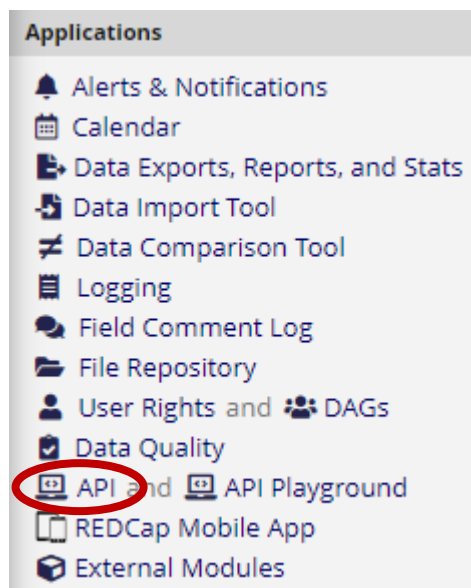 Applications
Alerts & Notifications
Calendar
Data Exports, Reports, and Stats
Data Import Tool
Data Comparison Tool
Logging
Field Comment Log
File Repository
User Rights and DAGs
Data Quality
API and API Playground
REDCap Mobile App
External Modules